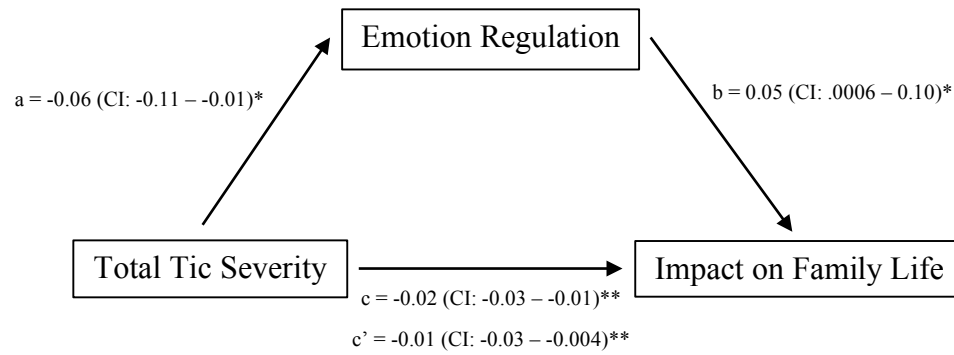 Emotion Regulation
a = -0.06 (CI: -0.11 – -0.01)*
b = 0.05 (CI: .0006 – 0.10)*
Total Tic Severity
Impact on Family Life
c = -0.02 (CI: -0.03 – -0.01)**
c’ = -0.01 (CI: -0.03 – -0.004)**